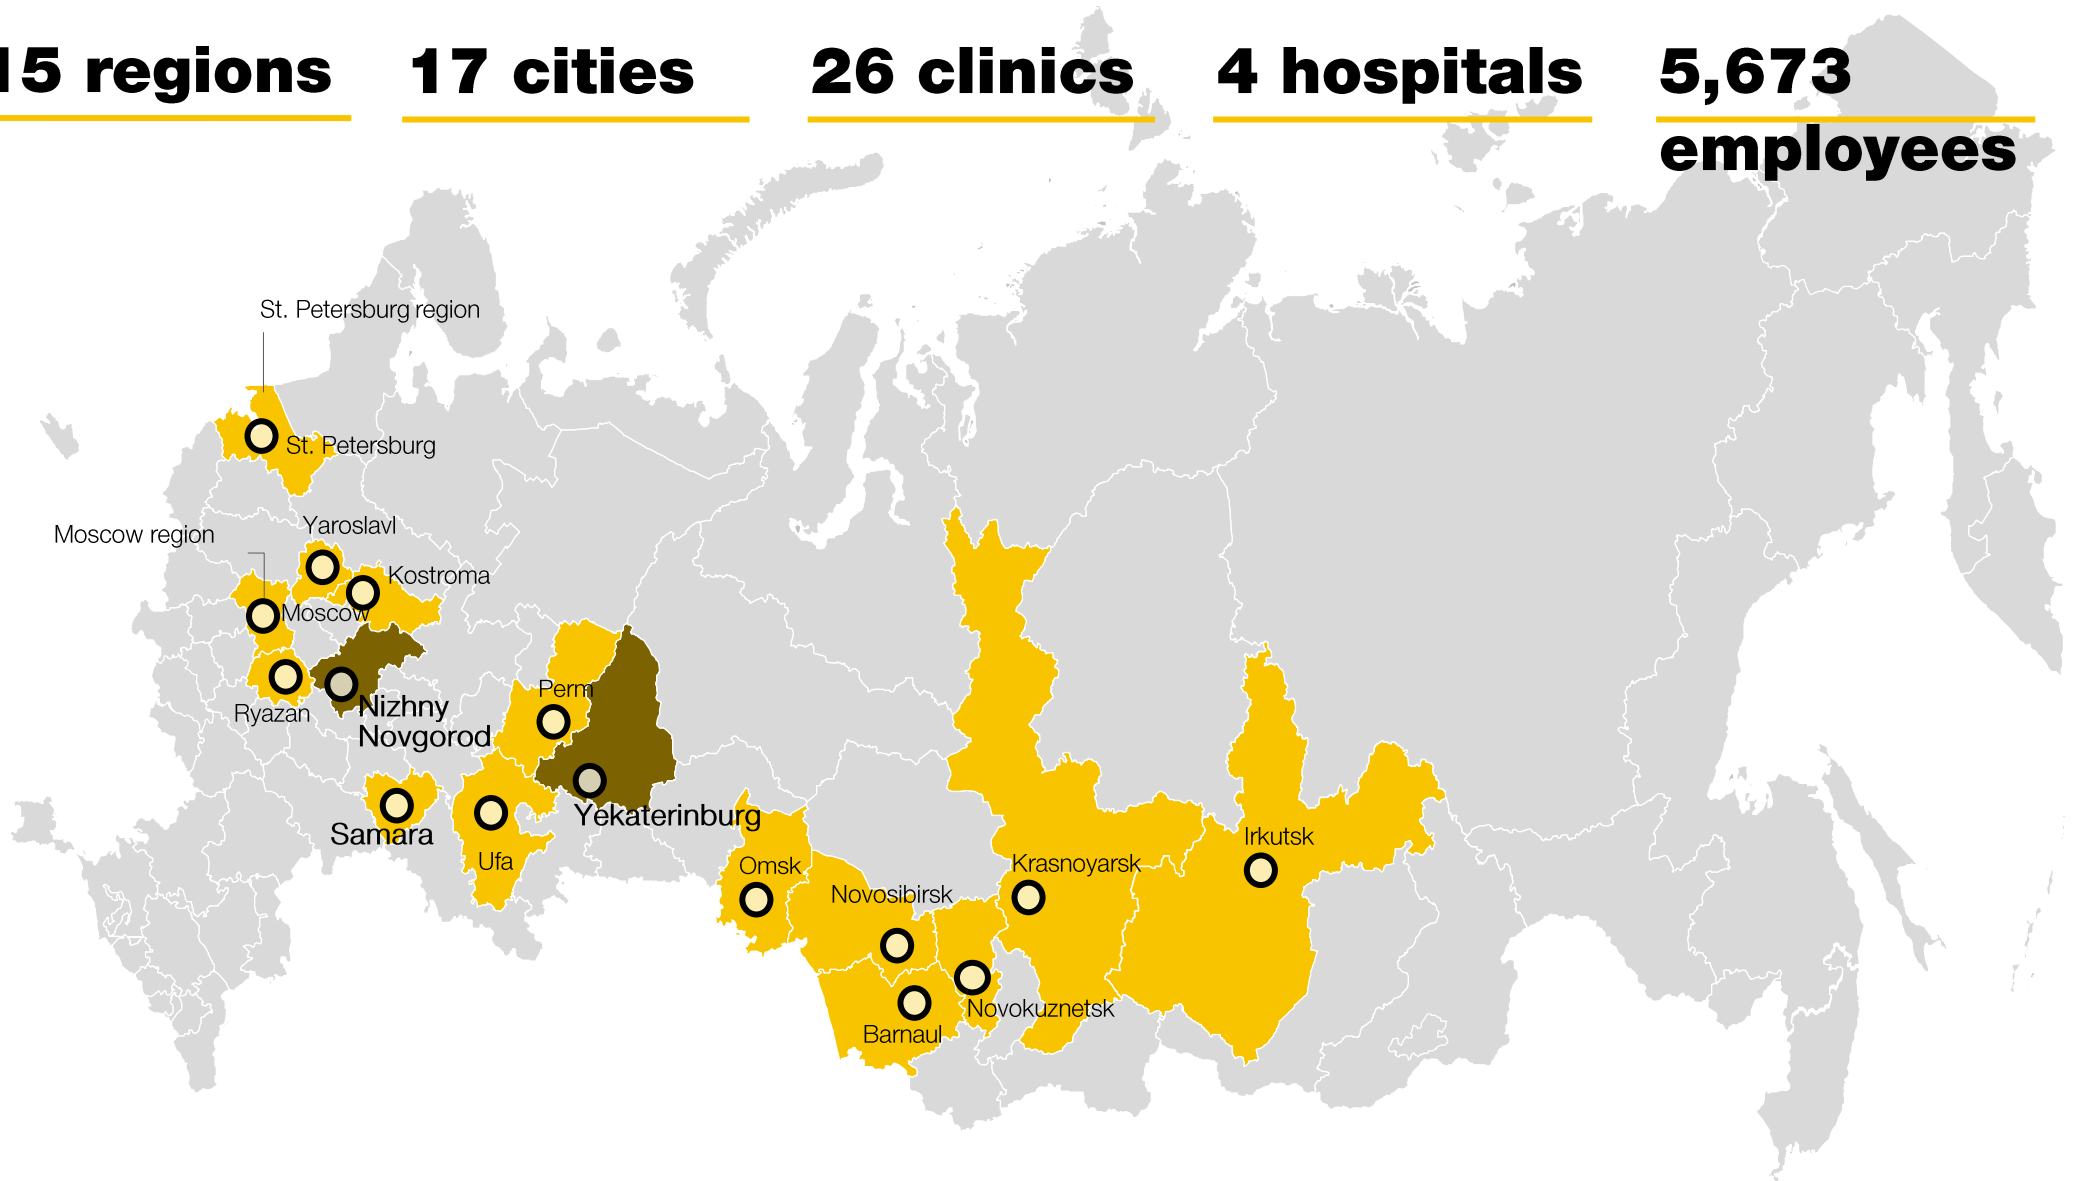 15 regions
17 cities
26 clinics
4 hospitals
5,673
employees
St. Petersburg region
St. Petersburg
Yaroslavl
Moscow region
Kostroma
Moscow
Perm
Ryazan
Nizhny
Novgorod
Yekaterinburg
Samara
Irkutsk
Ufa
Omsk
Krasnoyarsk
Novosibirsk
Novokuznetsk
Barnaul